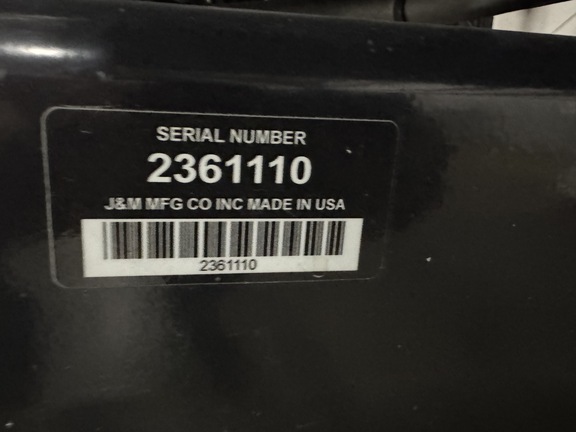 SERIAL NUMBER
2361110
J&M MFG CO INC MADE IN USA
2361110